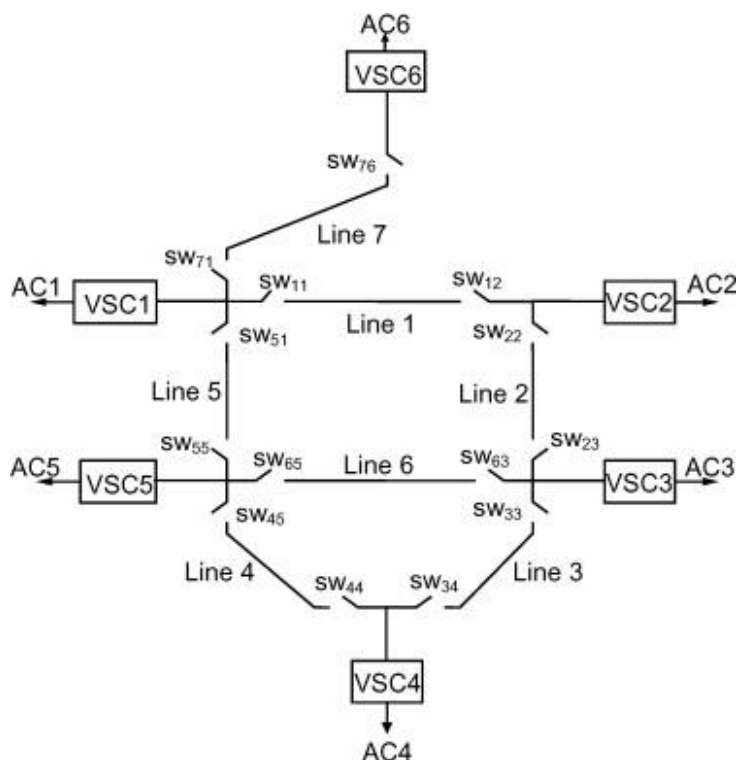 AC6
VSC6
SW₇₆
Line 7
SW₇₁
AC1
VSC1
SW₁₁
SW₁₂
VSC2
AC2
Line 1
SW₅₁
SW₂₂
Line 5
Line 2
SW₅₅
SW₂₃
AC5
VSC5
SW₆₅
Line 6
SW₆₃
VSC3
AC3
SW₄₅
SW₃₃
Line 4
Line 3
SW₄₄
SW₃₄
VSC4
AC4